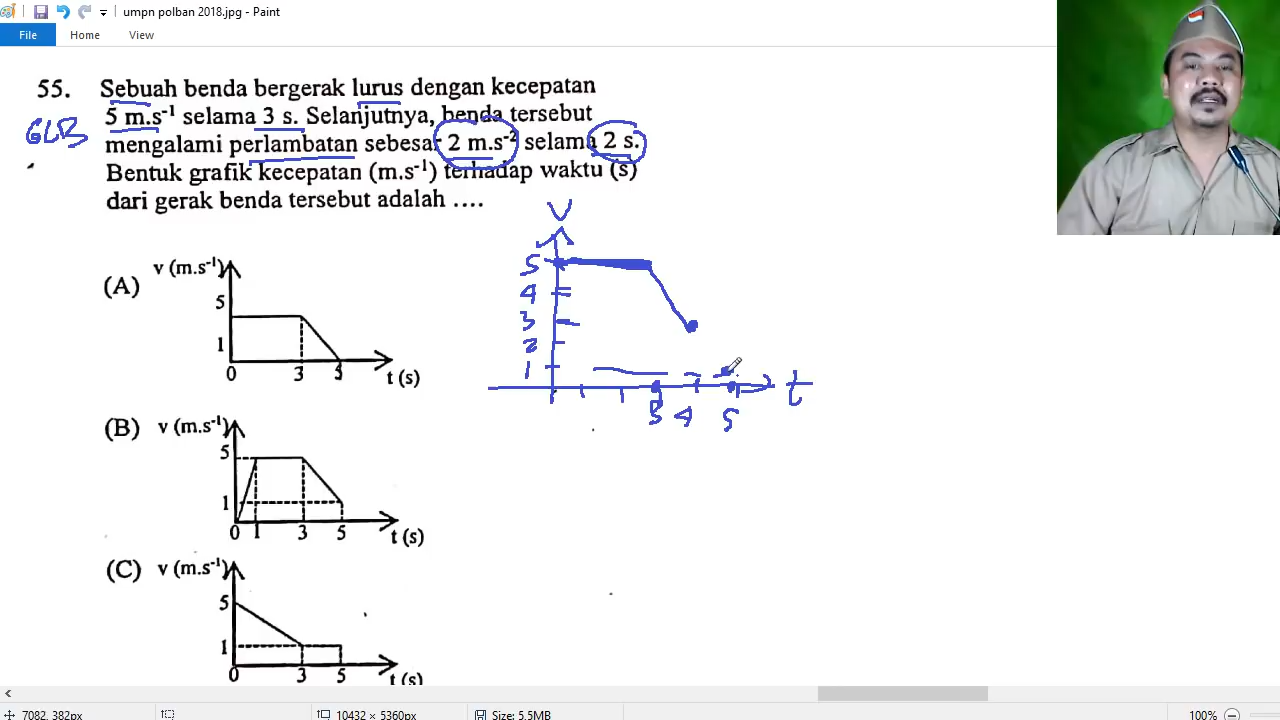 umpn polban 2018.jpg - Paint
File Home View
55. Sebuah benda bergerak lurus dengan kecepatan
5 m.s⁻¹ selama 3 s. Selanjutnya, benda tersebut
GLB
mengalami perlambatan sebesar 2 m.s⁻² selama 2 s.
Bentuk grafik kecepatan (m.s⁻¹) terhadap waktu (s)
dari gerak benda tersebut adalah ....
V
5
4
3
2
1
3 4 5
t
(A) v (m.s⁻¹)
5
1
0 3 5 t (s)
(B) v (m.s⁻¹)
5
1
0 1 3 5 t (s)
(C) v (m.s⁻¹)
5
1
0 3 5 t (s)
7082, 382px 10432 × 5360px Size: 5.5MB 100%